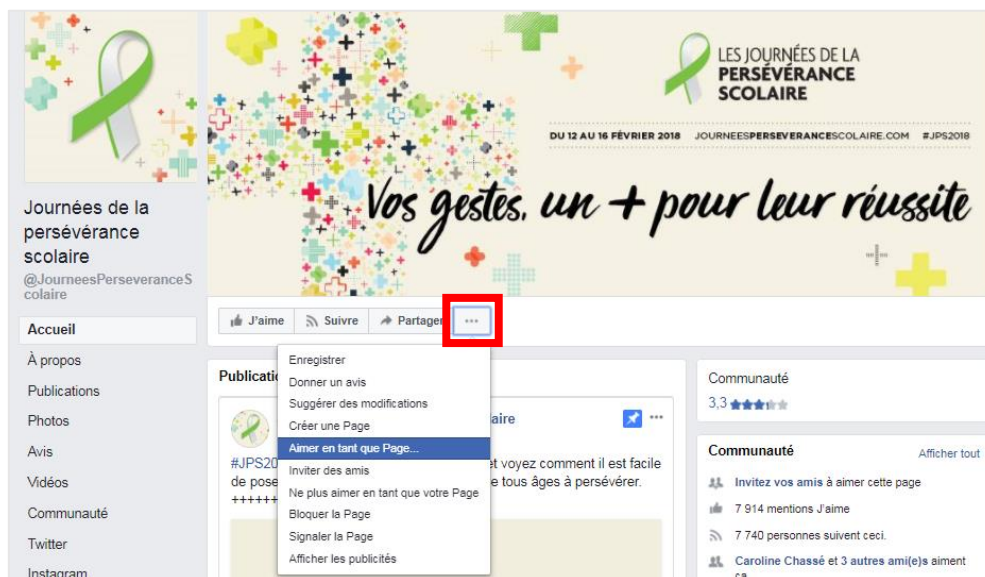 LES JOURNÉES DE LA
PERSÉVÉRANCE
SCOLAIRE
DU 12 AU 16 FÉVRIER 2018 JOURNEESPERSEVERANCESCOLAIRE.COM #JPS2018
Vos gestes, un + pour leur réussite
Journées de la
persévérance
scolaire
@JourneesPerseveranceS
colaire
Accueil
À propos
Publications
Photos
Avis
Vidéos
Communauté
Twitter
Instagram
J'aime Suivre Partager ...
Enregistrer
Donner un avis
Suggérer des modifications
Créer une Page
Aimer en tant que Page...
Inviter des amis
Ne plus aimer en tant que votre Page
Bloquer la Page
Signaler la Page
Afficher les publicités
Publicati
laire
#JPS20 et voyez comment il est facile
de pose e tous âges à persévérer.
++++++
Communauté
3,3
Communauté Afficher tout
Invitez vos amis à aimer cette page
7 914 mentions J'aime
7 740 personnes suivent ceci.
Caroline Chassé et 3 autres ami(e)s aiment
ça